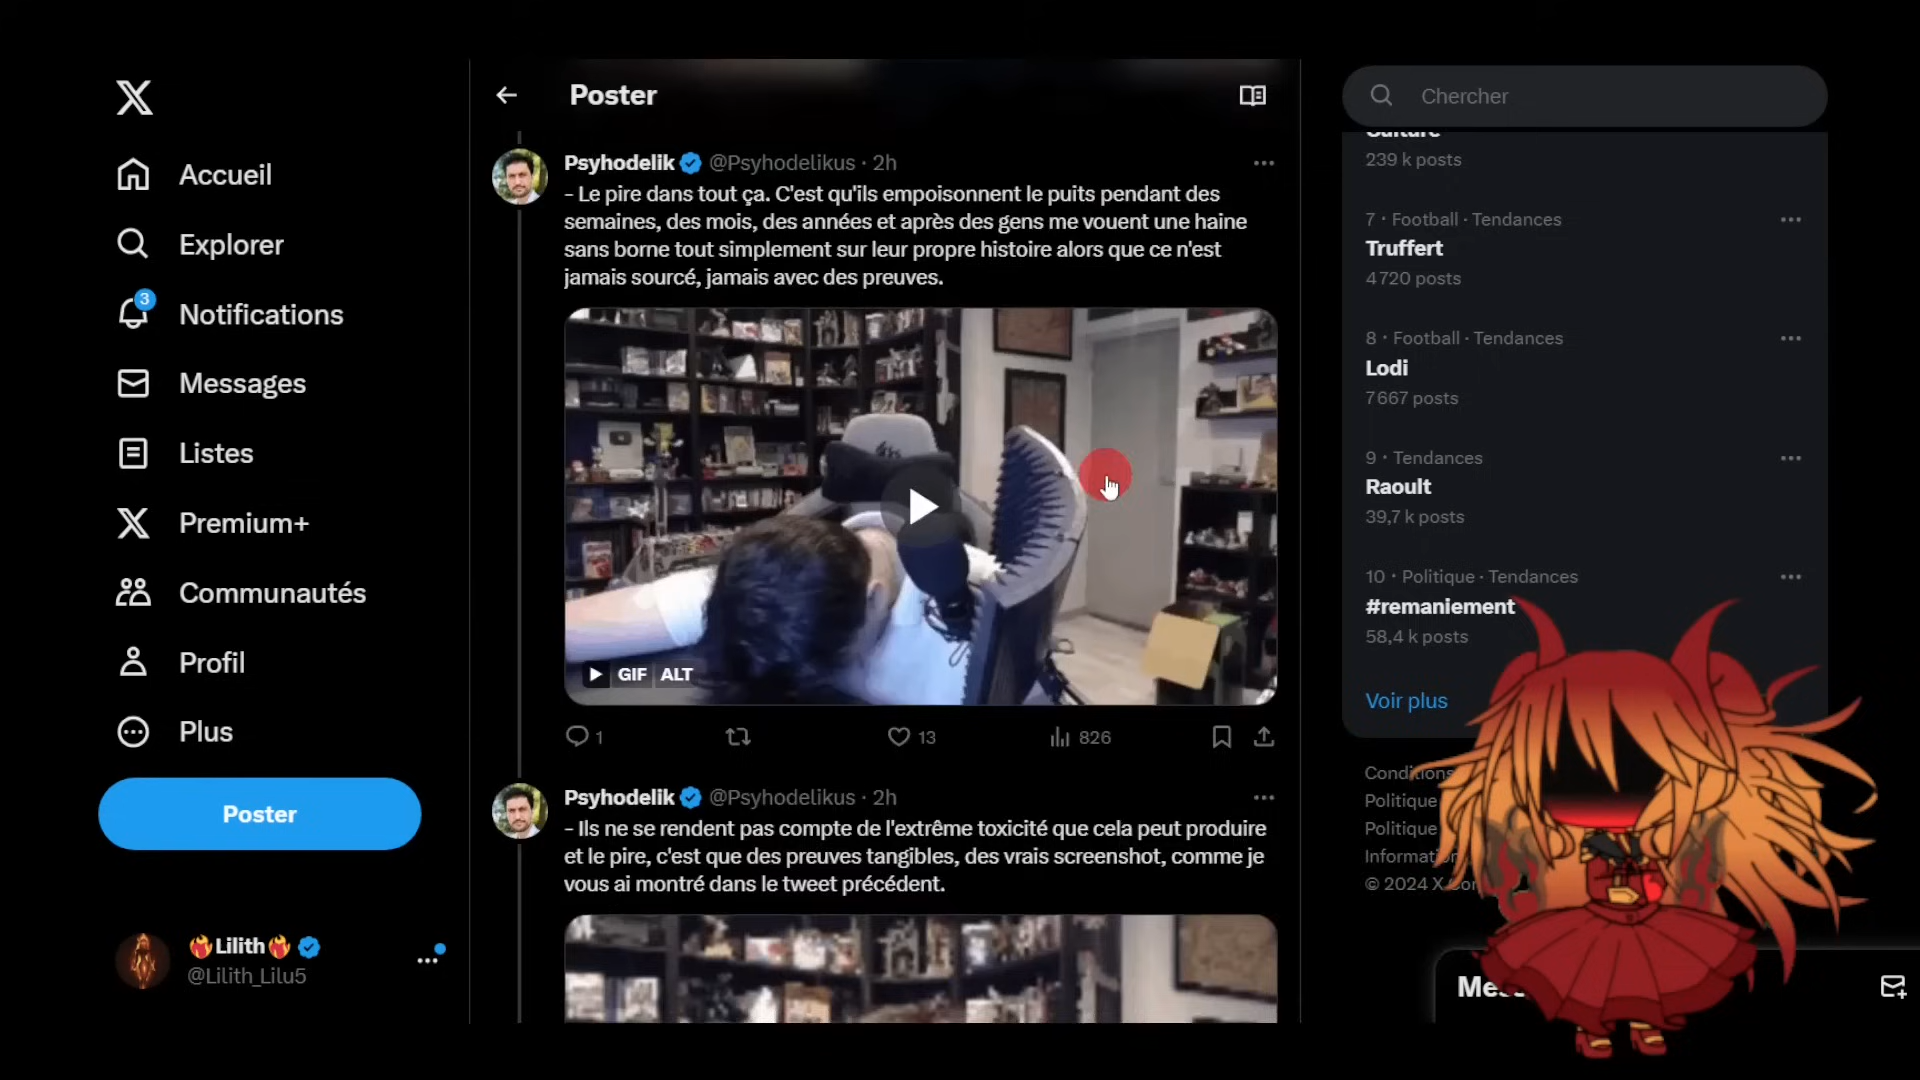 Accueil
Explorer
3
Notifications
Messages
Listes
Premium+
Communautés
Profil
Plus
Poster
🔥Lilith🔥
@Lilith_Lilu5
Poster
Psyhodelik @Psyhodelikus · 2h
- Le pire dans tout ça. C'est qu'ils empoisonnent le puits pendant des
semaines, des mois, des années et après des gens me vouent une haine
sans borne tout simplement sur leur propre histoire alors que ce n'est
jamais sourcé, jamais avec des preuves.
GIF ALT
1 13 826
Psyhodelik @Psyhodelikus · 2h
- Ils ne se rendent pas compte de l'extrême toxicité que cela peut produire
et le pire, c'est que des preuves tangibles, des vrais screenshot, comme je
vous ai montré dans le tweet précédent.
Chercher
Culture
239 k posts
7 · Football · Tendances
Truffert
4 720 posts
8 · Football · Tendances
Lodi
7 667 posts
9 · Tendances
Raoult
39,7 k posts
10 · Politique · Tendances
#remaniement
58,4 k posts
Voir plus
Conditions
Politique
Politique
© 2024 X